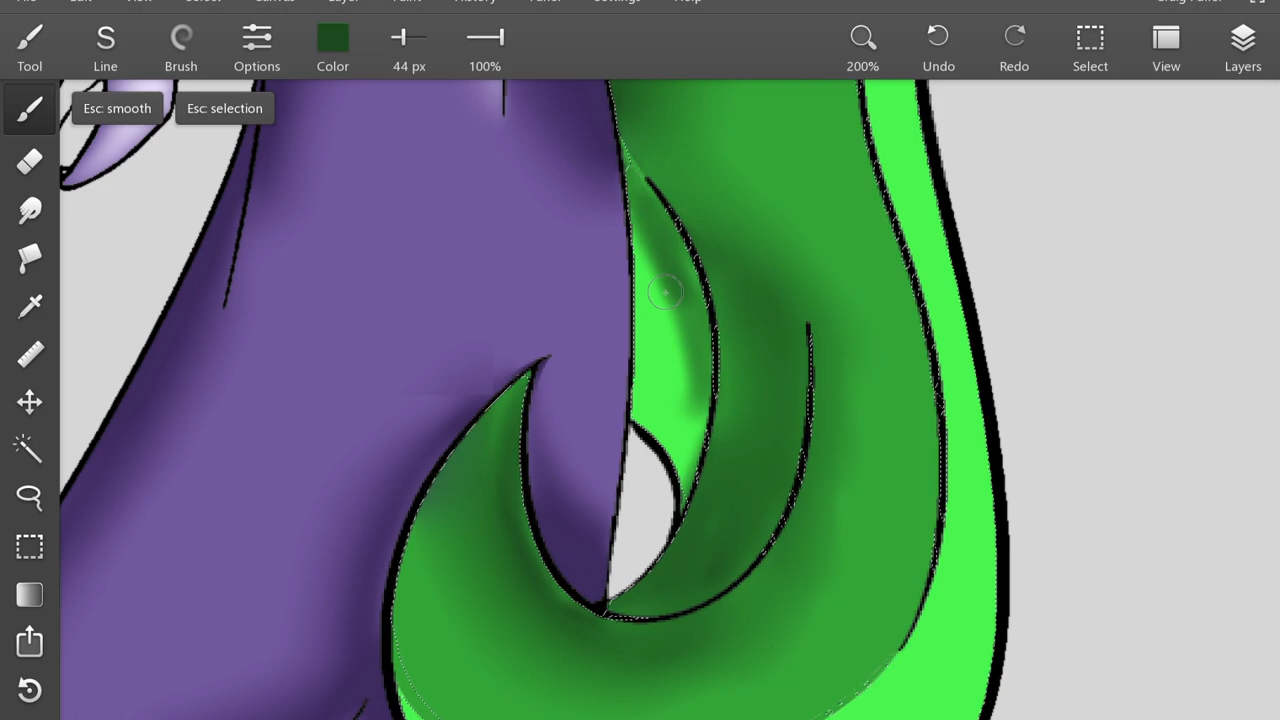 Tool Line Brush Options Color 44 px 100% 200% Undo Redo Select View Layers
Esc: smooth Esc: selection